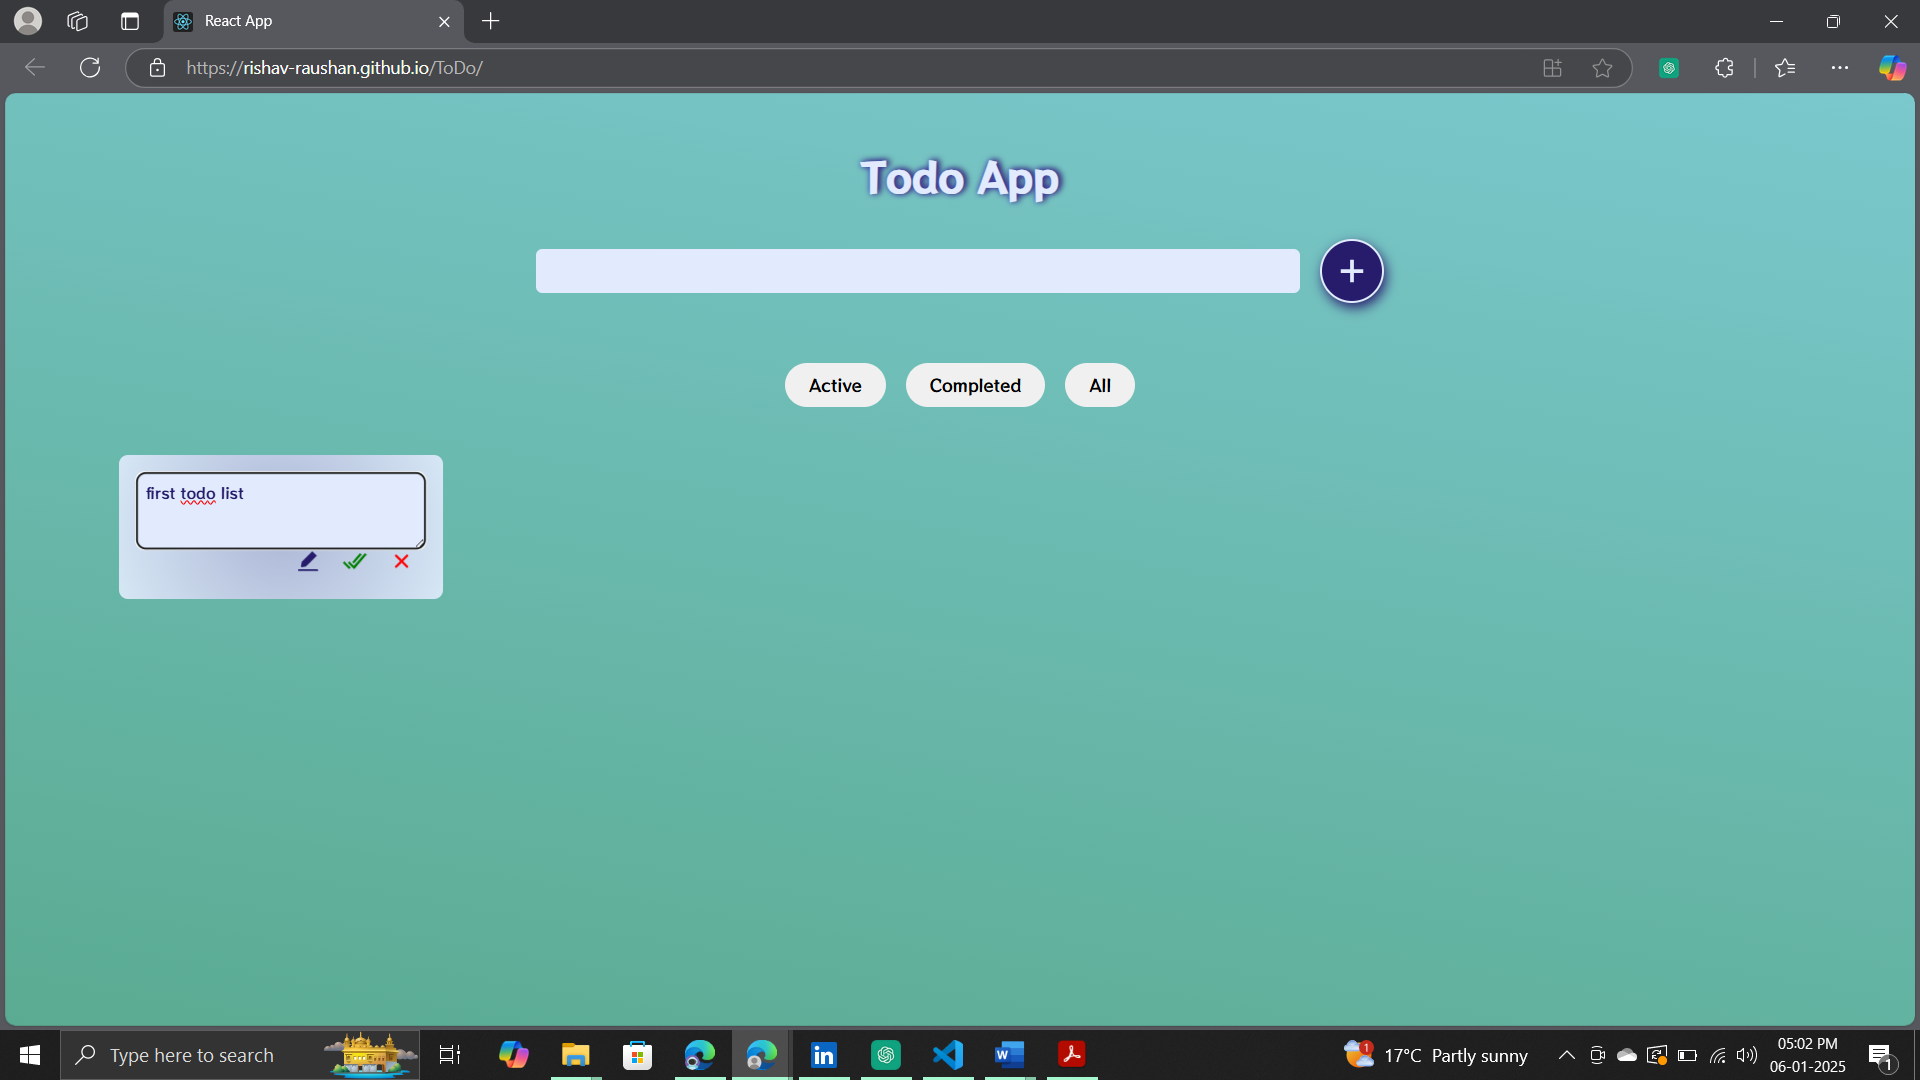 React App
https://rishav-raushan.github.io/ToDo/
Todo App
+
Active
Completed
All
first todo list
Type here to search
1
17°C Partly sunny
05:02 PM
06-01-2025
1